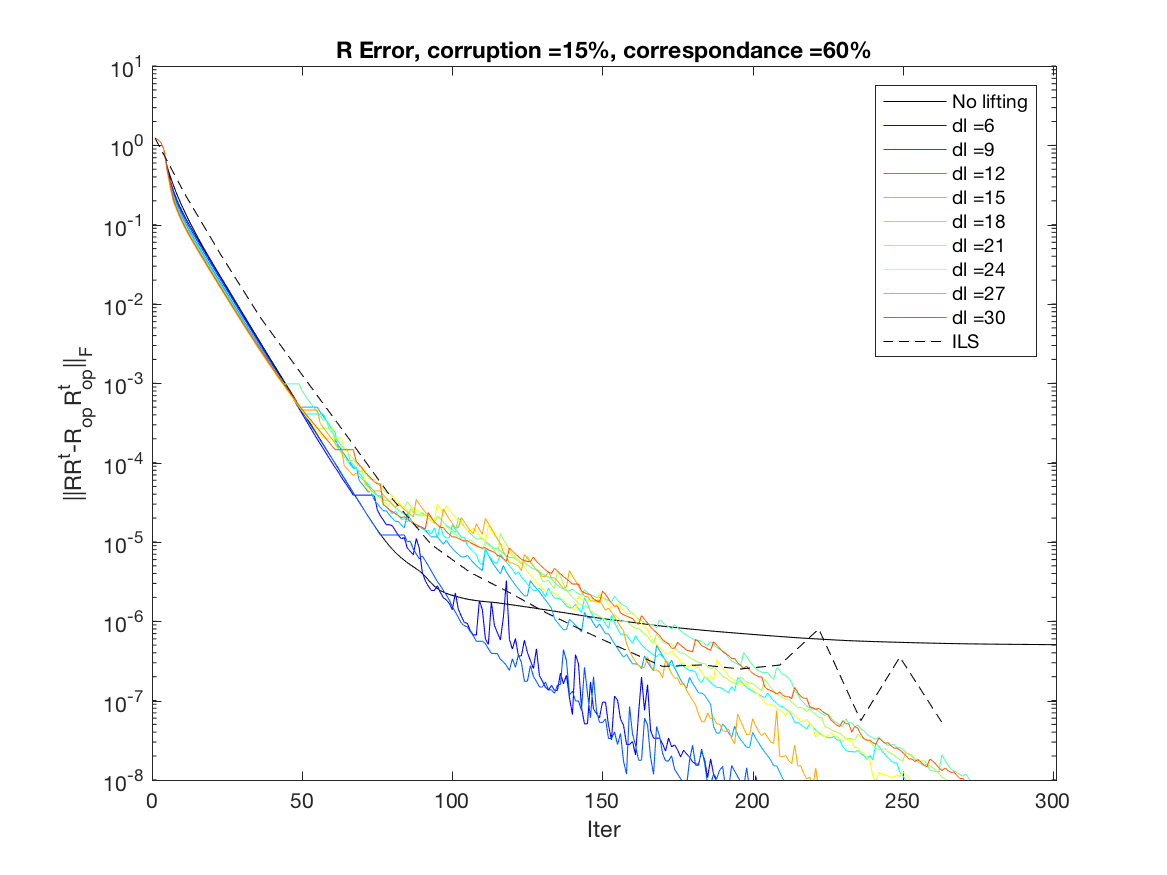 R Error, corruption =15%, correspondance =60%
10^1
10^0
10^-1
10^-2
10^-3
10^-4
10^-5
10^-6
10^-7
10^-8
||RR^t-R_op R^t_op||_F
0 50 100 150 200 250 300
Iter
No lifting
dl =6
dl =9
dl =12
dl =15
dl =18
dl =21
dl =24
dl =27
dl =30
ILS